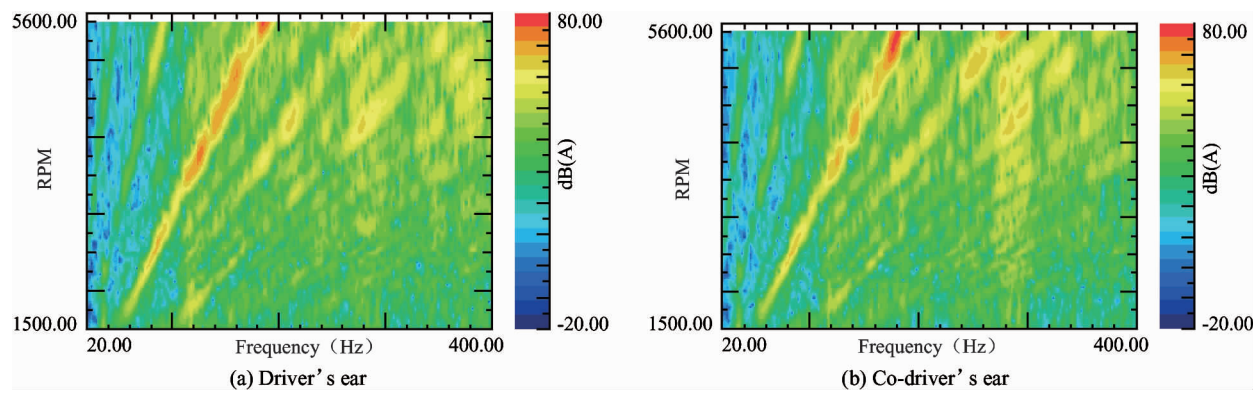 5600.00
80.00
RPM
dB(A)
1500.00
-20.00
20.00
Frequency（Hz）
400.00
(a) Driver’s ear
5600.00
80.00
RPM
dB(A)
1500.00
-20.00
20.00
Frequency（Hz）
400.00
(b) Co-driver’s ear